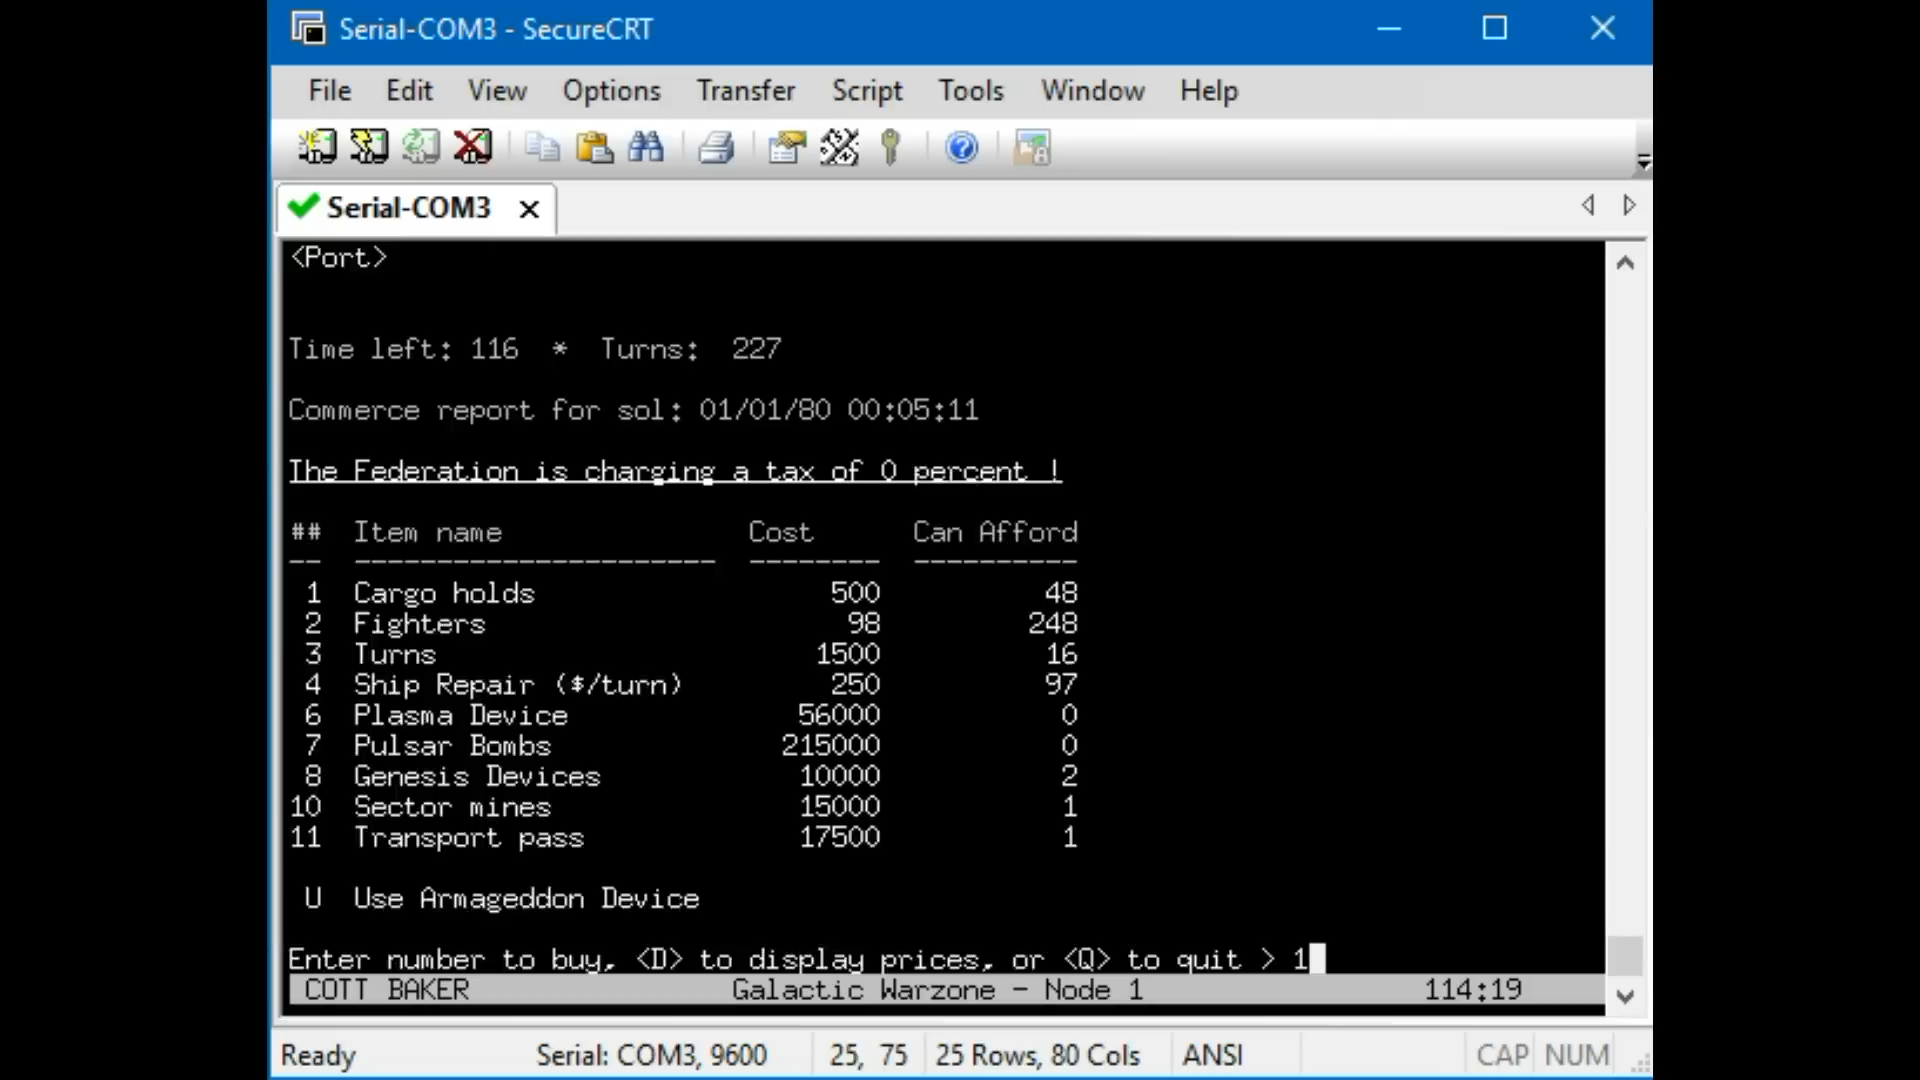 Serial-COM3 - SecureCRT
File Edit View Options Transfer Script Tools Window Help
Serial-COM3
<Port>
Time left: 116 * Turns: 227
Commerce report for sol: 01/01/80 00:05:11
The Federation is charging a tax of 0 percent !
## Item name Cost Can Afford
-- ---------------------- -------- ----------
1 Cargo holds 500 48
2 Fighters 98 248
3 Turns 1500 16
4 Ship Repair ($/turn) 250 97
6 Plasma Device 56000 0
7 Pulsar Bombs 215000 0
8 Genesis Devices 10000 2
10 Sector mines 15000 1
11 Transport pass 17500 1
U Use Armageddon Device
Enter number to buy, <D> to display prices, or <Q> to quit > 1
COTT BAKER Galactic Warzone - Node 1 114:19
Ready Serial: COM3, 9600 25, 75 25 Rows, 80 Cols ANSI CAP NUM